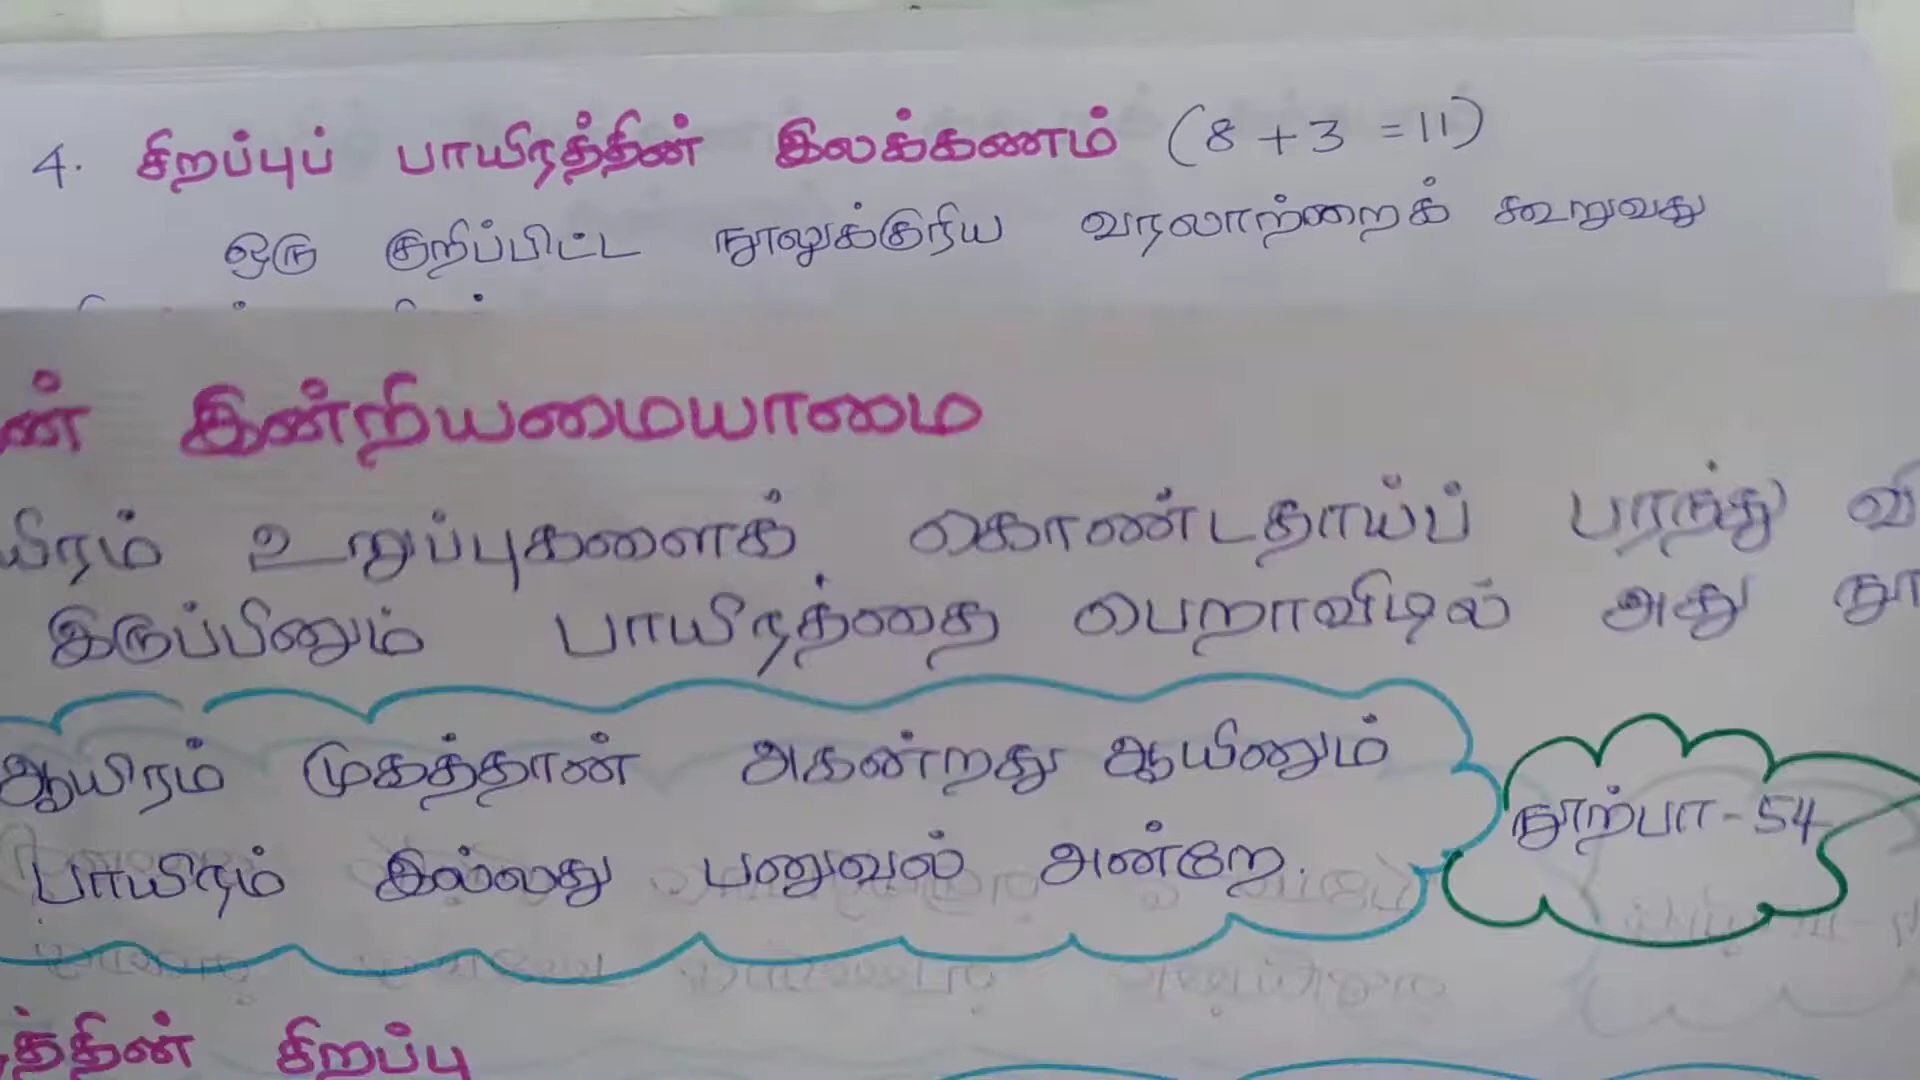 4. சிறப்புப் பாயிரத்தின் இலக்கணம் (8 + 3 = 11)
ஒரு குறிப்பிட்ட நூலுக்குரிய வரலாற்றைக் கூறுவது
ன் இன்றியமையாமை
யிரம் உறுப்புகளைக் கொண்டதாய்ப் பரந்து வி
இருப்பினும் பாயிரத்தை பெறாவிடில் அது நூ
ஆயிரம் முகத்தான் அகன்றது ஆயினும்
பாயிரம் இல்லது பனுவல் அன்றே.
நூற்பா - 54
த்தின் சிறப்பு